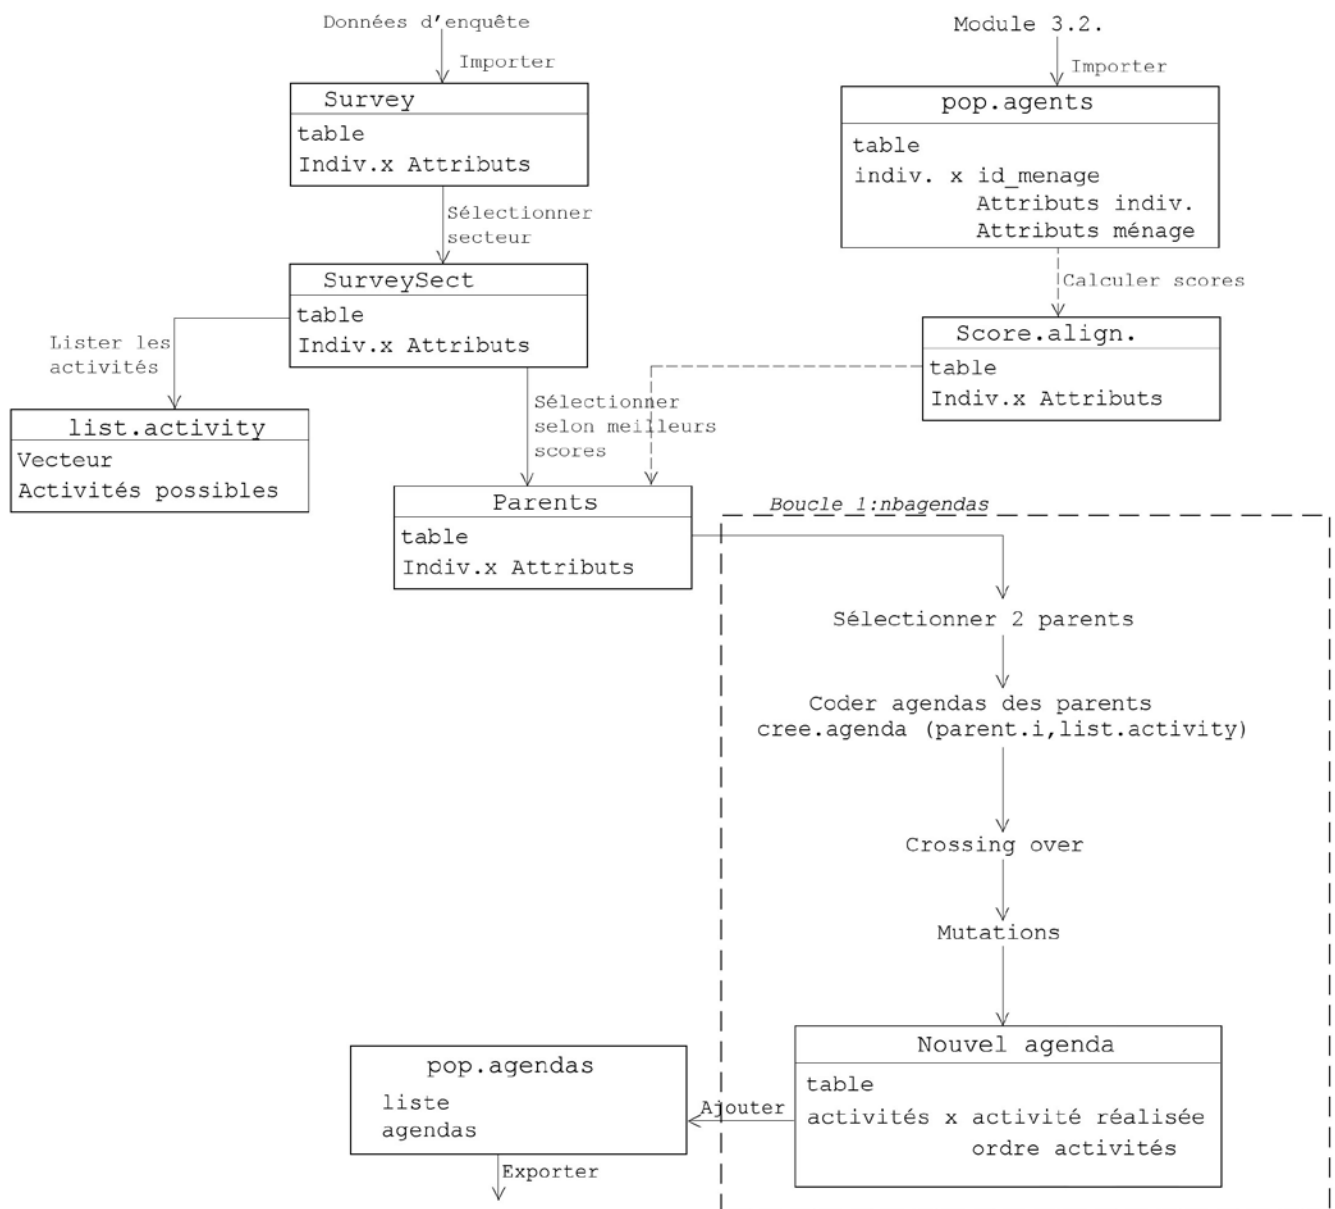 Données d'enquête
Importer
Survey
table
Indiv.x Attributs
Sélectionner
secteur
SurveySect
table
Indiv.x Attributs
Lister les
activités
list.activity
Vecteur
Activités possibles
Module 3.2.
Importer
pop.agents
table
indiv. x id_menage
Attributs indiv.
Attributs ménage
Calculer scores
Score.align.
table
Indiv.x Attributs
Sélectionner
selon meilleurs
scores
Parents
table
Indiv.x Attributs
Boucle 1:nbagendas
Sélectionner 2 parents
Coder agendas des parents
cree.agenda (parent.i,list.activity)
Crossing over
Mutations
Nouvel agenda
table
activités x activité réalisée
ordre activités
Ajouter
pop.agendas
liste
agendas
Exporter